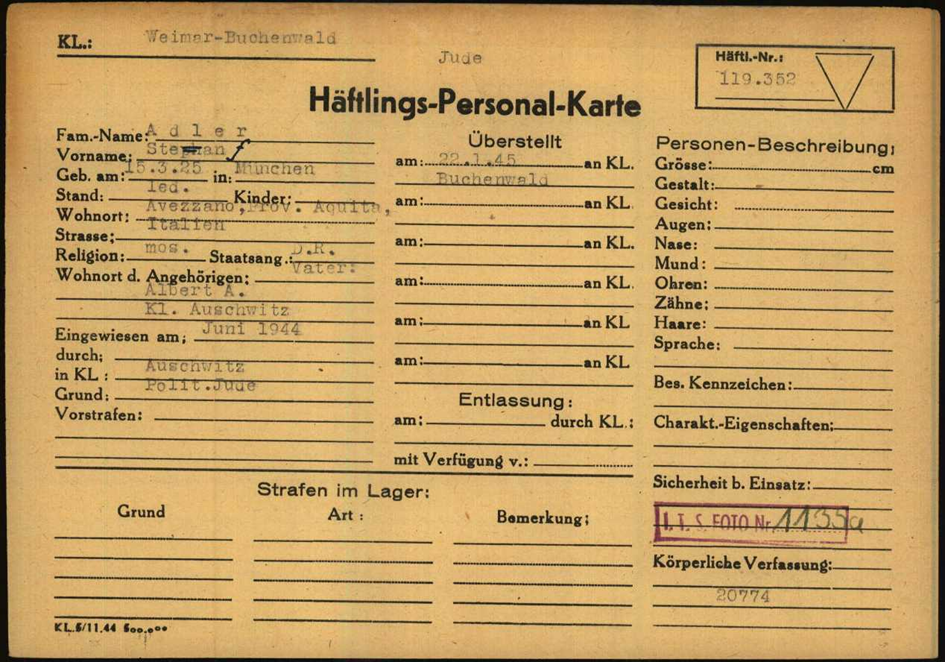 KL.: Weimar-Buchenwald
Jude
Häftl.-Nr.:
119.352
Häftlings-Personal-Karte
Fam.-Name: Adler
Vorname: Stephan f
Geb. am: 15.3.25 in: München
Stand: led. Kinder:
Wohnort: Avezzano, Prov. Aquita,
Strasse: Italien
Religion: mos. Staatsang.: D.R.
Wohnort d. Angehörigen: Vater:
Albert A.
Kl. Auschwitz
Eingewiesen am: Juni 1944
durch:
in KL: Auschwitz
Grund: Polit.Jude
Vorstrafen:
Überstellt
am: 22.1.45 an KL.
Buchenwald
am: an KL.
am: an KL.
am: an KL.
am: an KL
am: an KL
Entlassung:
am: durch KL.:
mit Verfügung v.:
Personen-Beschreibung:
Grösse: cm
Gestalt:
Gesicht:
Augen:
Nase:
Mund:
Ohren:
Zähne:
Haare:
Sprache:
Bes. Kennzeichen:
Charakt.-Eigenschaften:
Sicherheit b. Einsatz:
I.T.S. FOTO Nr. 1135a
Körperliche Verfassung:
20774
Strafen im Lager:
Grund Art: Bemerkung:
KL.5/11.44 500.000